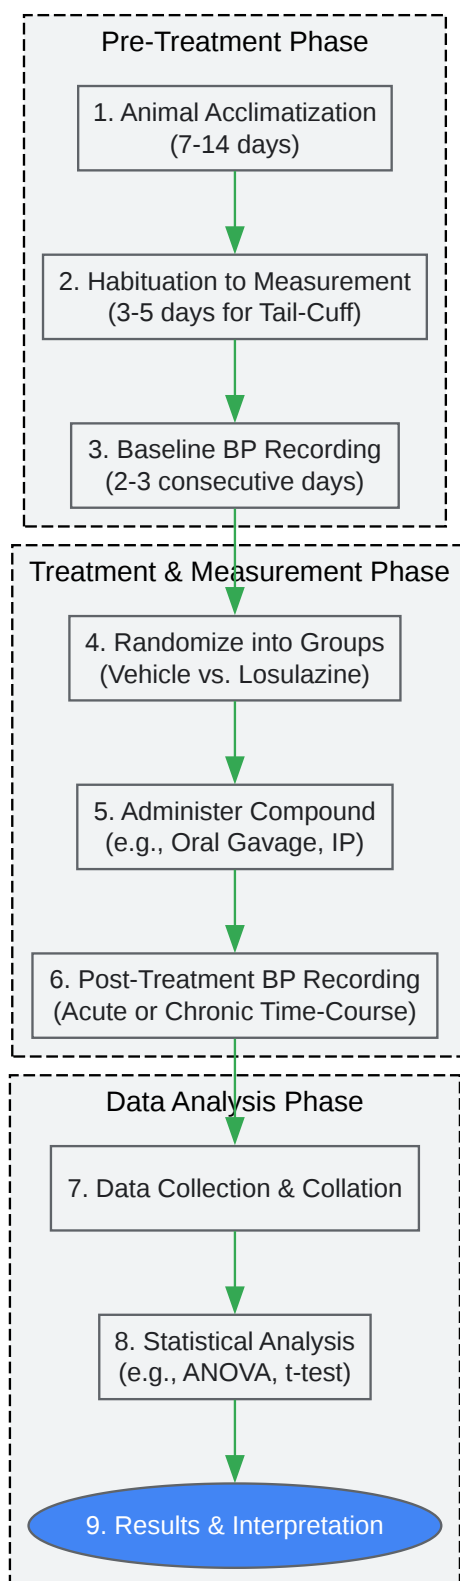 Pre-Treatment Phase
1. Animal Acclimatization
(7-14 days)
2. Habituation to Measurement
(3-5 days for Tail-Cuff)
3. Baseline BP Recording
(2-3 consecutive days)
Treatment & Measurement Phase
4. Randomize into Groups
(Vehicle vs. Losulazine)
5. Administer Compound
(e.g., Oral Gavage, IP)
6. Post-Treatment BP Recording
(Acute or Chronic Time-Course)
Data Analysis Phase
7. Data Collection & Collation
8. Statistical Analysis
(e.g., ANOVA, t-test)
9. Results & Interpretation